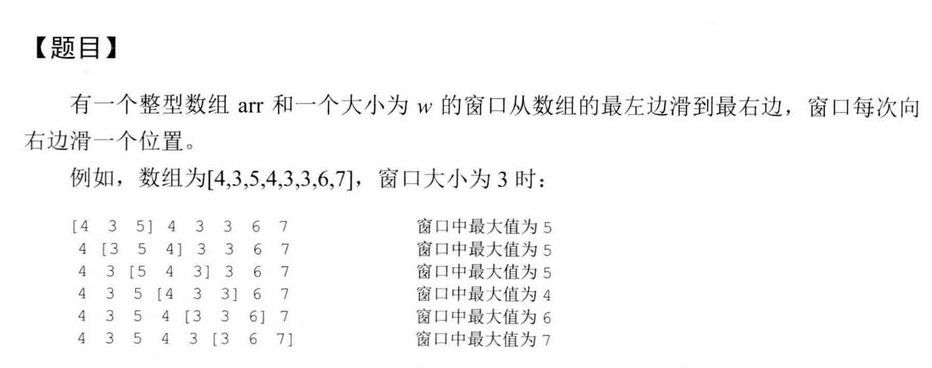 【题目】
有一个整型数组 arr 和一个大小为 w 的窗口从数组的最左边滑到最右边，窗口每次向
右边滑一个位置。
例如，数组为[4,3,5,4,3,3,6,7]，窗口大小为 3 时：
[4 3 5] 4 3 3 6 7 窗口中最大值为 5
4 [3 5 4] 3 3 6 7 窗口中最大值为 5
4 3 [5 4 3] 3 6 7 窗口中最大值为 5
4 3 5 [4 3 3] 6 7 窗口中最大值为 4
4 3 5 4 [3 3 6] 7 窗口中最大值为 6
4 3 5 4 3 [3 6 7] 窗口中最大值为 7